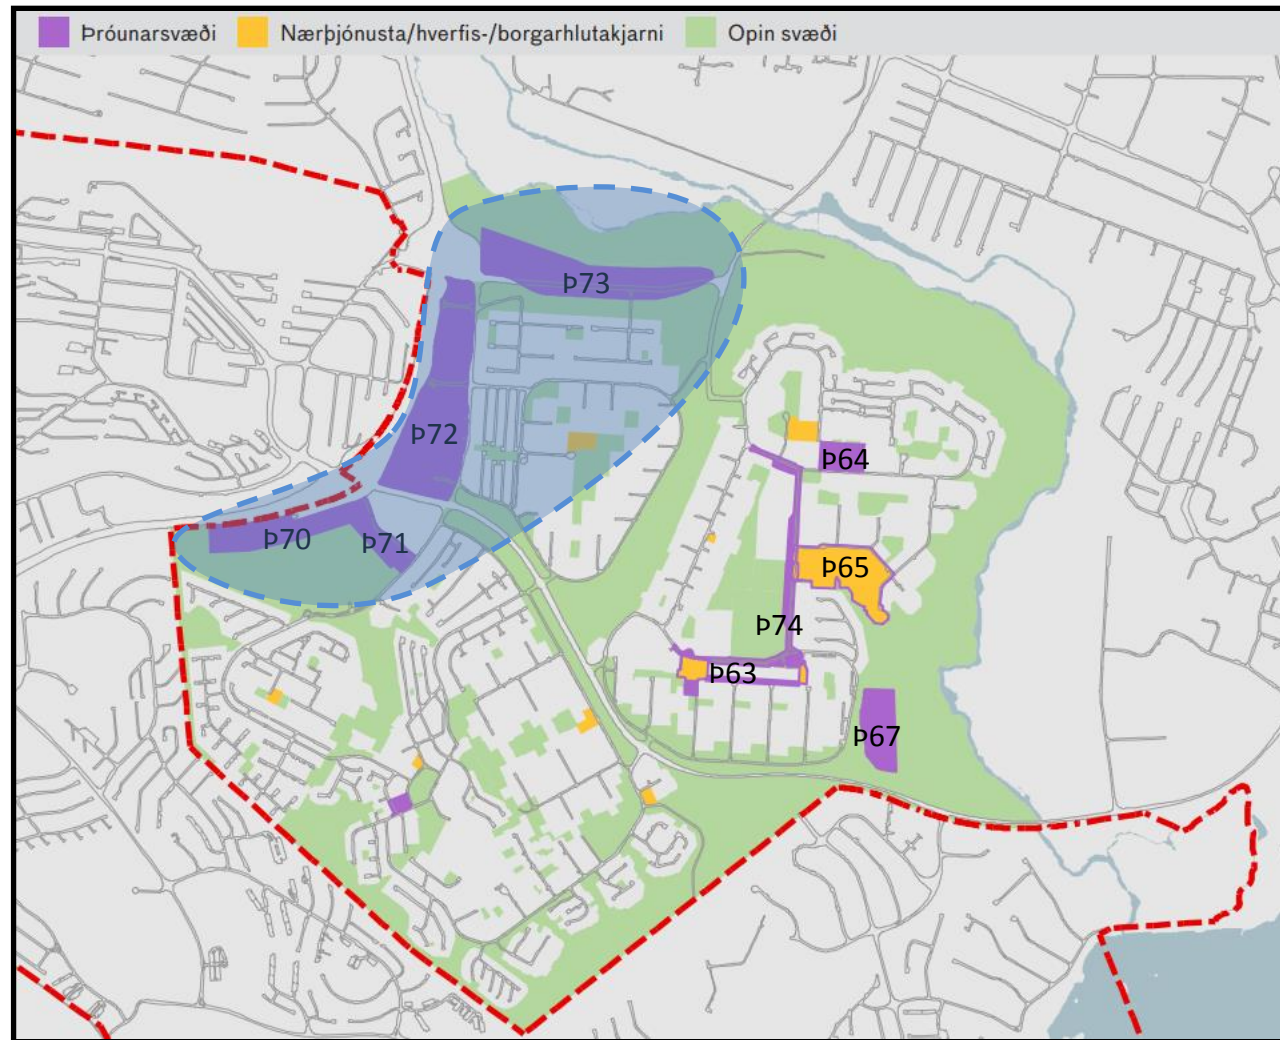 Þróunarsvæði Nærþjónusta/hverfis-/borgarhlutakjarni Opin svæði
Þ73
Þ72
Þ64
Þ70
Þ71
Þ65
Þ74
Þ63
Þ67